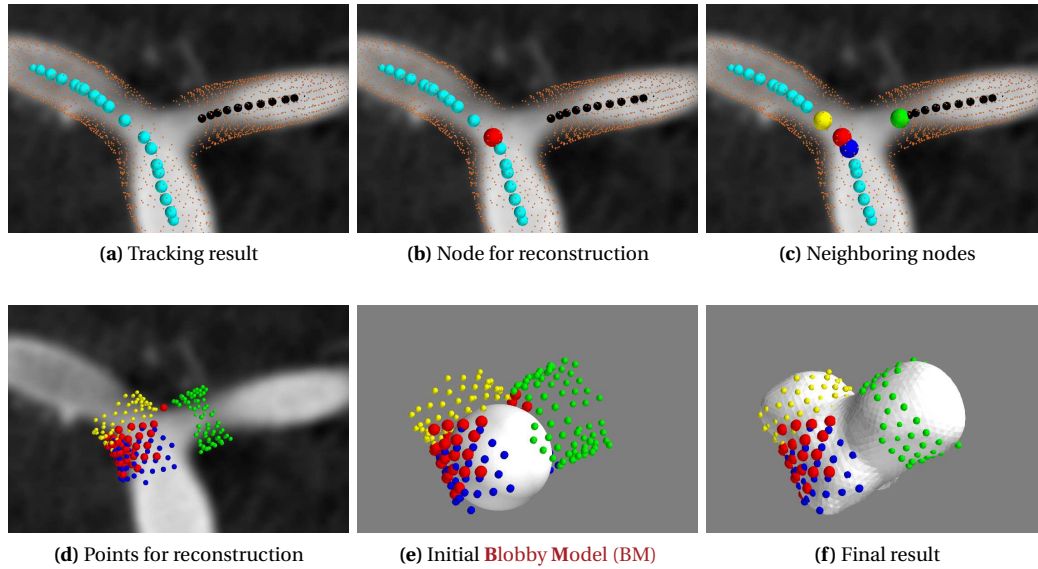 (a) Tracking result
(b) Node for reconstruction
(c) Neighboring nodes
(d) Points for reconstruction
(e) Initial Blobby Model (BM)
(f) Final result